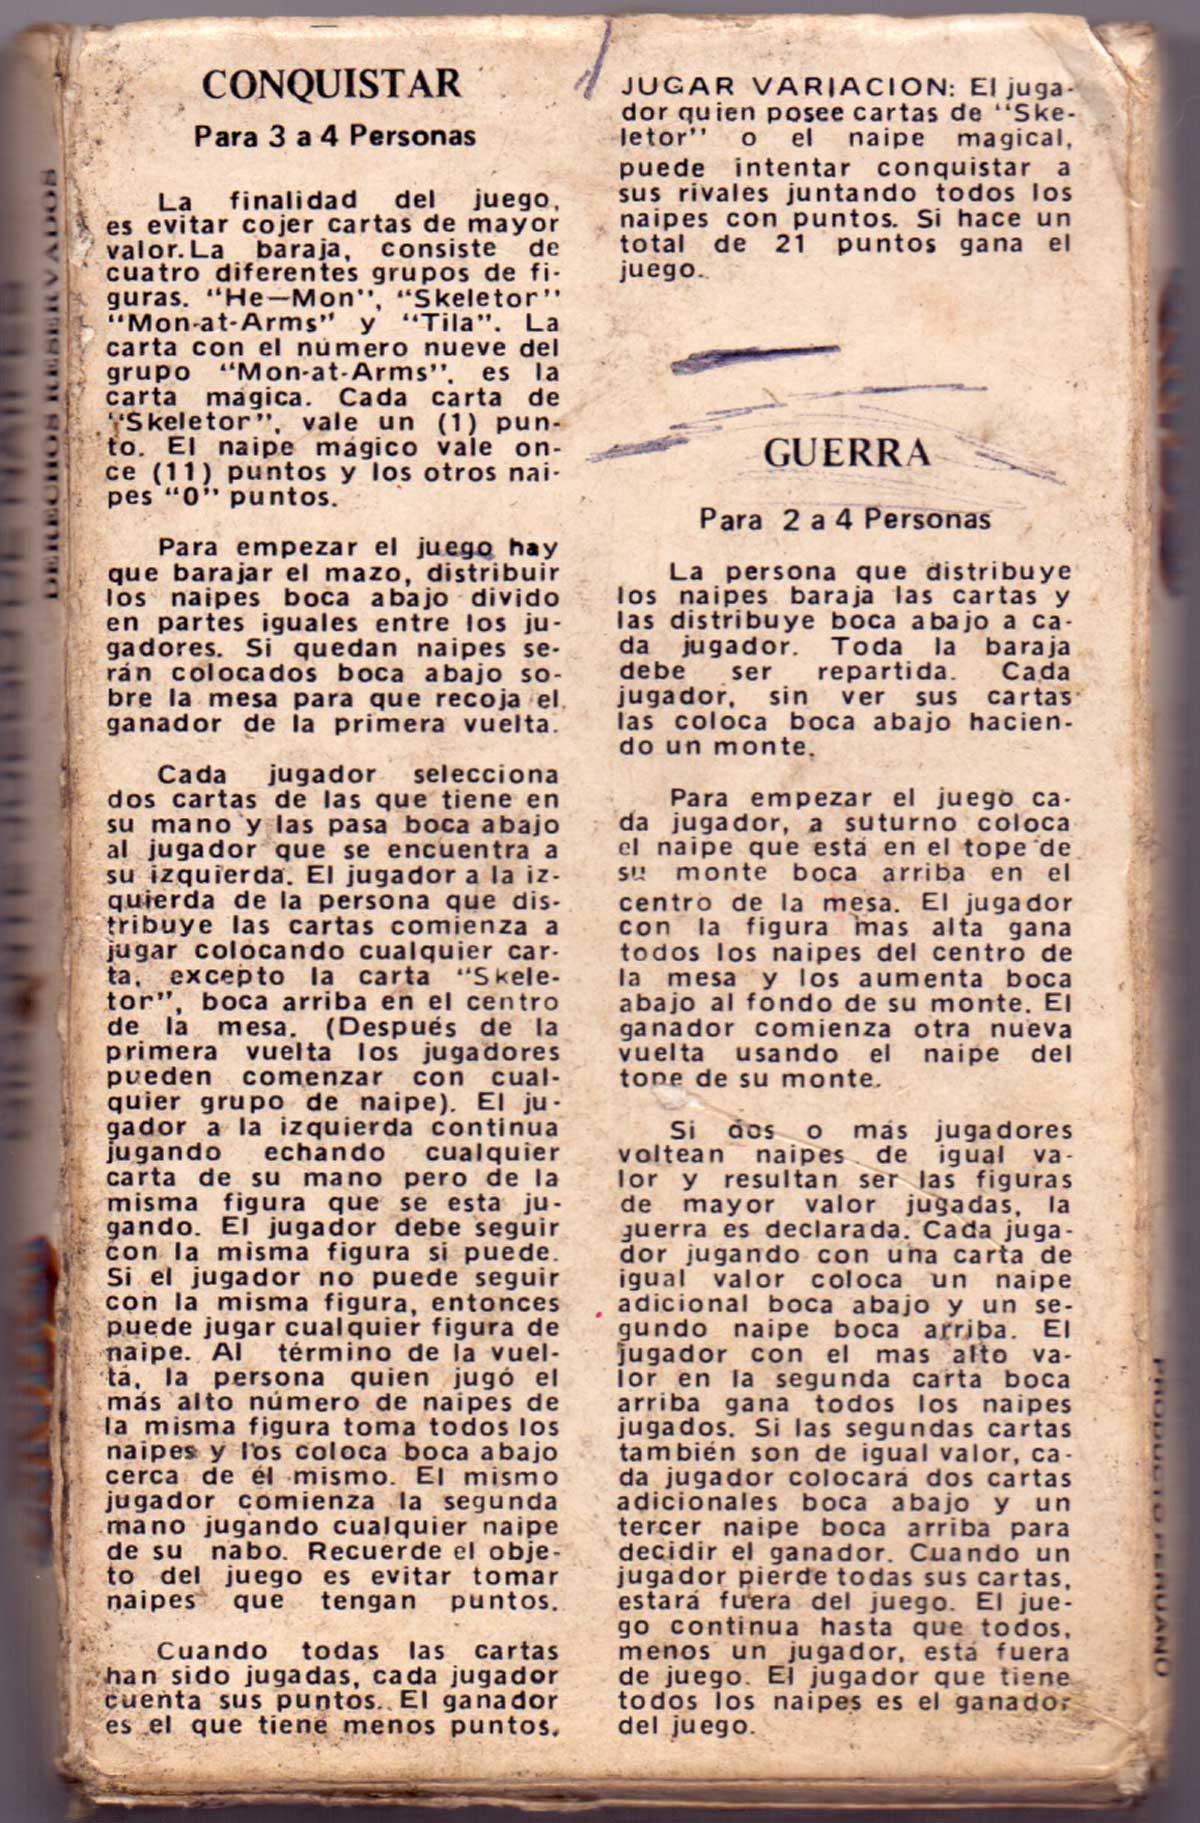 CONQUISTAR
Para 3 a 4 Personas
La finalidad del juego,
es evitar cojer cartas de mayor
valor. La baraja, consiste de
cuatro diferentes grupos de fi-
guras. "He—Mon", "Skeletor"
"Mon-at-Arms" y "Tila". La
carta con el número nueve del
grupo "Mon-at-Arms", es la
carta mágica. Cada carta de
"Skeletor", vale un (1) pun-
to. El naipe mágico vale on-
ce (11) puntos y los otros nai-
pes "0" puntos.
Para empezar el juego hay
que barajar el mazo, distribuir
los naipes boca abajo divido
en partes iguales entre los ju-
gadores. Si quedan naipes se-
rán colocados boca abajo so-
bre la mesa para que recoja el
ganador de la primera vuelta.
Cada jugador selecciona
dos cartas de las que tiene en
su mano y las pasa boca abajo
al jugador que se encuentra a
su izquierda. El jugador a la iz-
quierda de la persona que dis-
tribuye las cartas comienza a
jugar colocando cualquier car-
ta, excepto la carta "Skele-
tor", boca arriba en el centro
de la mesa. (Después de la
primera vuelta los jugadores
pueden comenzar con cual-
quier grupo de naipe). El ju-
gador a la izquierda continua
jugando echando cualquier
carta de su mano pero de la
misma figura que se esta ju-
gando. El jugador debe seguir
con la misma figura si puede.
Si el jugador no puede seguir
con la misma figura, entonces
puede jugar cualquier figura de
naipe. Al término de la vuel-
tá, la persona quien jugó el
más alto número de naipes de
la misma figura toma todos los
naipes y los coloca boca abajo
cerca de él mismo. El mismo
jugador comienza la segunda
mano jugando cualquier naipe
de su nabo. Recuerde el obje-
to del juego es evitar tomar
naipes que tengan puntos.
Cuando todas las cartas
han sido jugadas, cada jugador
cuenta sus puntos. El ganador
es el que tiene menos puntos.
JUGAR VARIACION: El juga-
dor quien posee cartas de "Ske-
letor" o el naipe magical,
puede intentar conquistar a
sus rivales juntando todos los
naipes con puntos. Si hace un
total de 21 puntos gana el
juego.
GUERRA
Para 2 a 4 Personas
La persona que distribuye
los naipes baraja las cartas y
las distribuye boca abajo a ca-
da jugador. Toda la baraja
debe ser repartida. Cada
jugador, sin ver sus cartas
las coloca boca abajo hacien-
do un monte.
Para empezar el juego ca-
da jugador, a suturno coloca
el naipe que está en el tope de
su monte boca arriba en el
centro de la mesa. El jugador
con la figura mas alta gana
todos los naipes del centro de
la mesa y los aumenta boca
abajo al fondo de su monte. El
ganador comienza otra nueva
vuelta usando el naipe del
tope de su monte.
Si dos o más jugadores
voltean naipes de igual va-
lor y resultan ser las figuras
de mayor valor jugadas, la
guerra es declarada. Cada juga-
dor jugando con una carta de
igual valor coloca un naipe
adicional boca abajo y un se-
gundo naipe boca arriba. El
jugador con el mas alto va-
lor en la segunda carta boca
arriba gana todos los naipes
jugados. Si las segundas cartas
también son de igual valor, ca-
da jugador colocará dos cartas
adicionales boca abajo y un
tercer naipe boca arriba para
decidir el ganador. Cuando un
jugador pierde todas sus cartas,
estará fuera del juego. El jue-
go continua hasta que todos,
menos un jugador, está fuera
de juego. El jugador que tiene
todos los naipes es el ganador
del juego.
DERECHOS RESERVADOS
PRODUCTO PERUANO